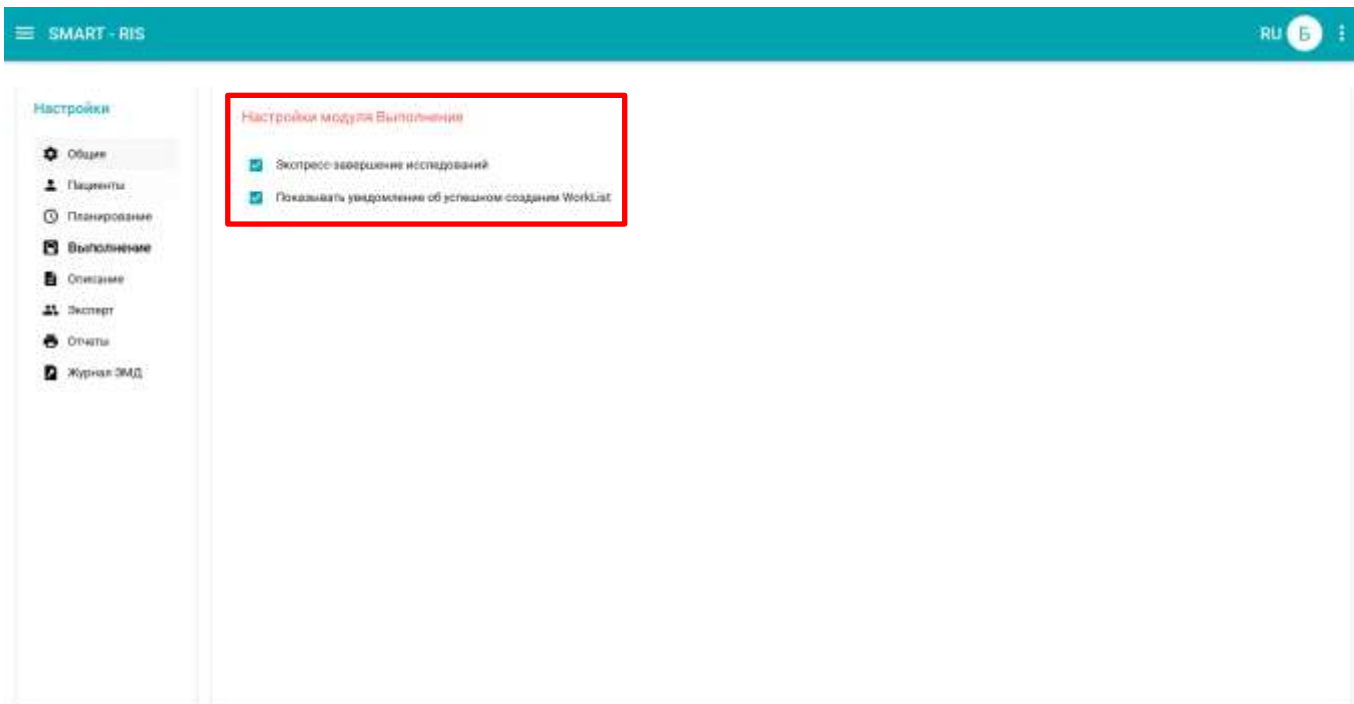 SMART - RIS
RU Б
Настройки
Общие
Пациенты
Планирование
Выполнение
Описание
Эксперт
Отчеты
Журнал ЭМД
Настройки модуля Выполнение
Экспресс-завершение исследований
Показывать уведомление об успешном создании WorkList